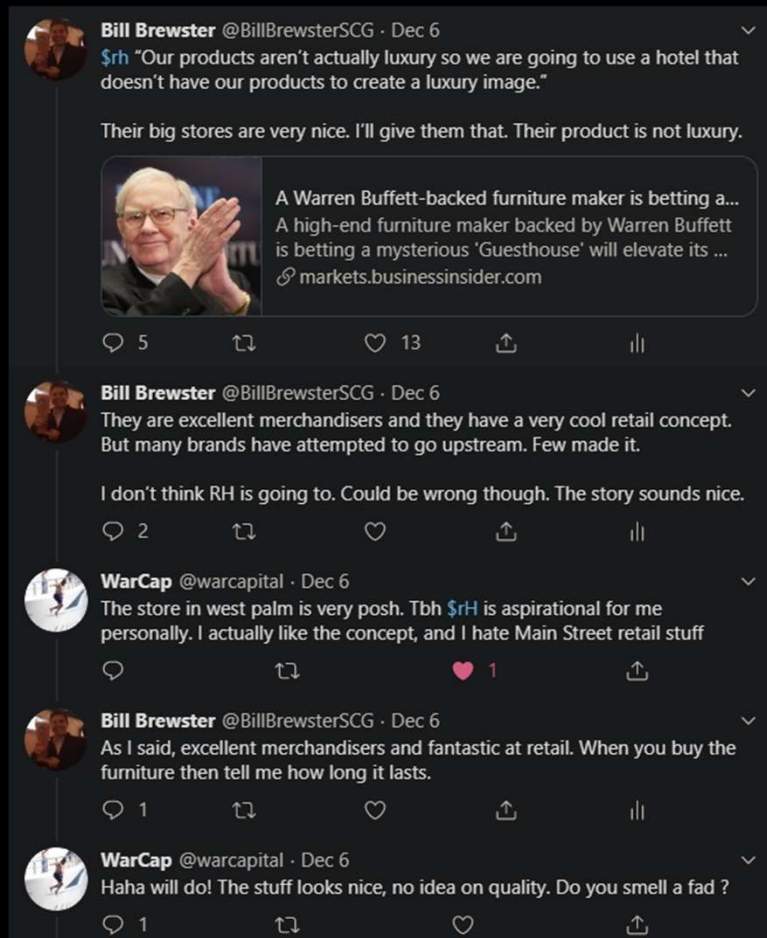 Bill Brewster @BillBrewsterSCG · Dec 6
$rh “Our products aren’t actually luxury so we are going to use a hotel that
doesn’t have our products to create a luxury image.”
Their big stores are very nice. I’ll give them that. Their product is not luxury.
A Warren Buffett-backed furniture maker is betting a...
A high-end furniture maker backed by Warren Buffett
is betting a mysterious 'Guesthouse' will elevate its ...
markets.businessinsider.com
5 13
Bill Brewster @BillBrewsterSCG · Dec 6
They are excellent merchandisers and they have a very cool retail concept.
But many brands have attempted to go upstream. Few made it.
I don’t think RH is going to. Could be wrong though. The story sounds nice.
2
WarCap @warcapital · Dec 6
The store in west palm is very posh. Tbh $rH is aspirational for me
personally. I actually like the concept, and I hate Main Street retail stuff
1
Bill Brewster @BillBrewsterSCG · Dec 6
As I said, excellent merchandisers and fantastic at retail. When you buy the
furniture then tell me how long it lasts.
1
WarCap @warcapital · Dec 6
Haha will do! The stuff looks nice, no idea on quality. Do you smell a fad ?
1